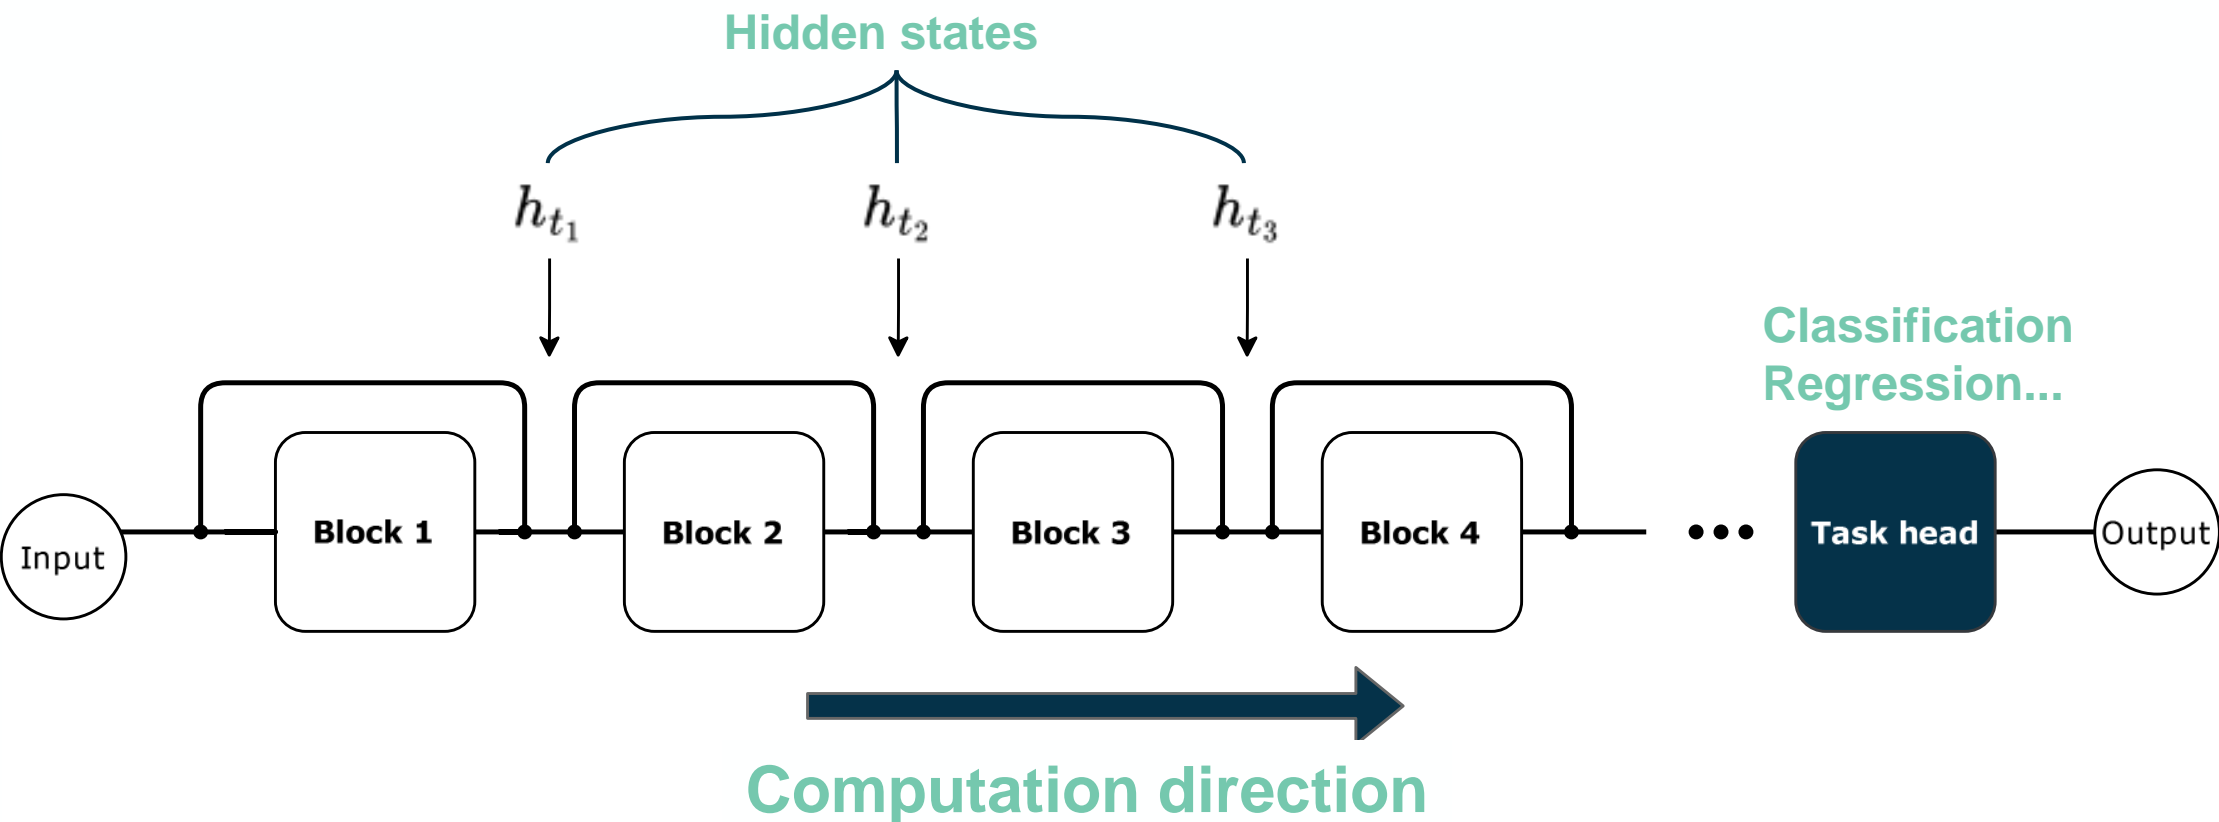 Hidden states
h_{t_1} h_{t_2} h_{t_3}
Classification
Regression...
Input Block 1 Block 2 Block 3 Block 4 ••• Task head Output
Computation direction